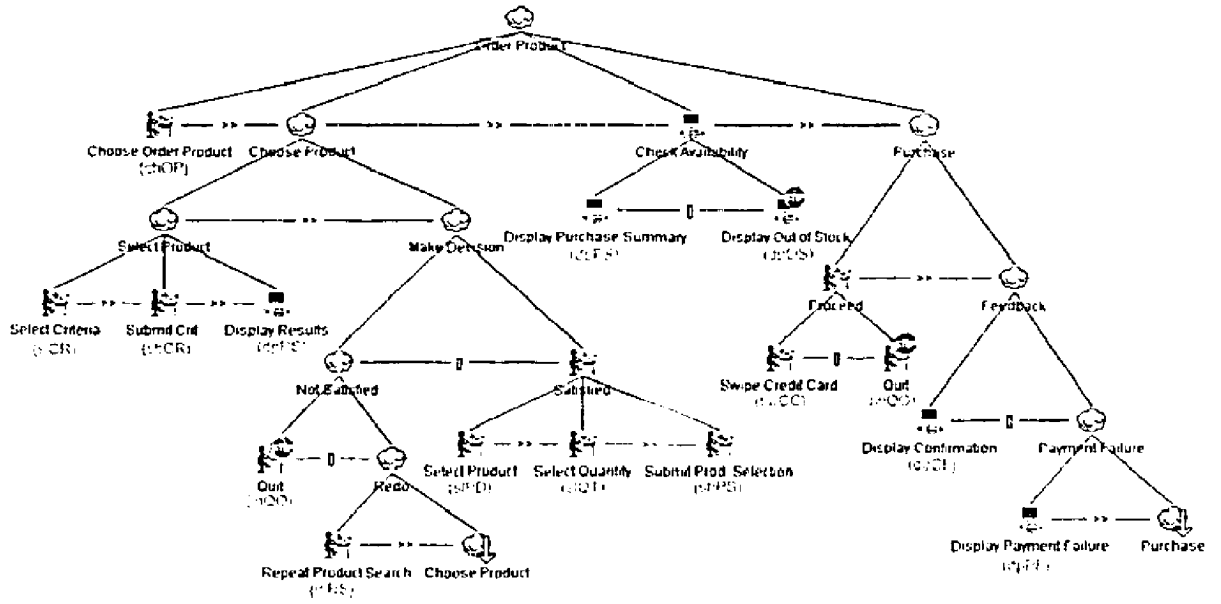 Order Product
Choose Order Product
Choose Product
Check Availability
Purchase
(chOP)
Select Product
Make Decision
Display Purchase Summary
Display Out of Stock
Proceed
Feedback
Select Criteria
Submit Crit
Display Results
Not Satisfied
Satisfied
Swipe Credit Card
Quit
Display Confirmation
Payment Failure
Quit
Redo
Select Product
Select Quantity
Submit Prod. Selection
Display Payment Failure
Purchase
Repeat Product Search
Choose Product